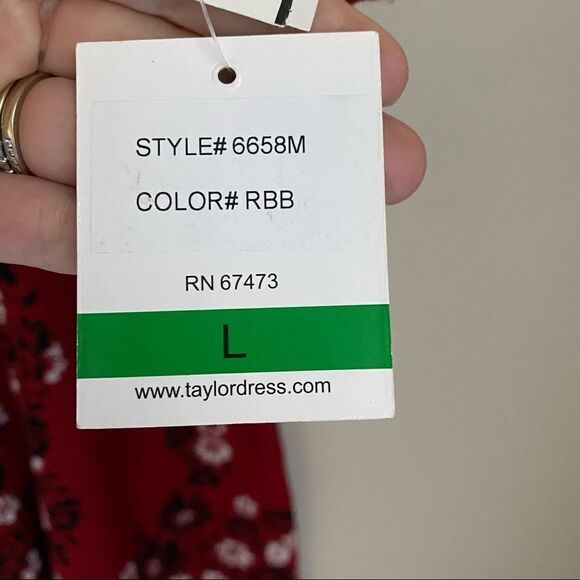 STYLE# 6658M
COLOR# RBB
RN 67473
L
www.taylordress.com